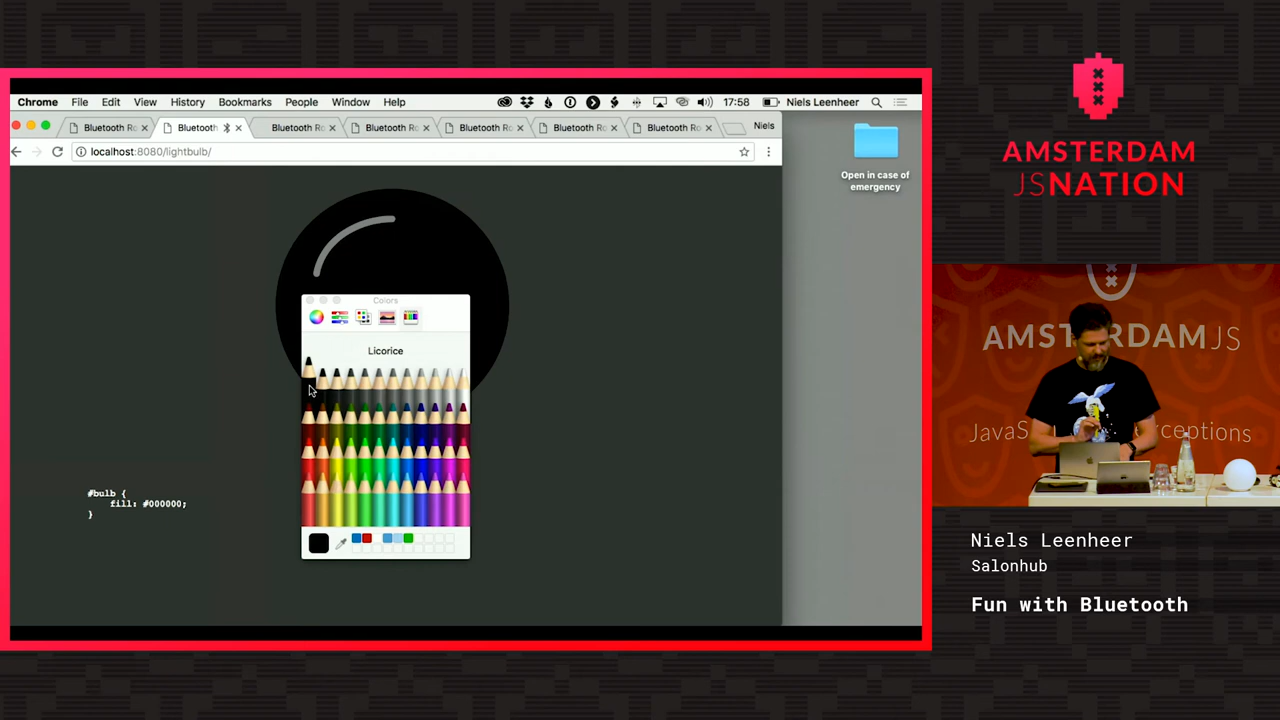 Chrome File Edit View History Bookmarks People Window Help 17:58 Niels Leenheer
Bluetooth Ro Bluetooth Bluetooth Ro Bluetooth Ro Bluetooth Ro Bluetooth Ro Bluetooth Ro Niels
localhost:8080/lightbulb/
Open in case of
emergency
Colors
Licorice
#bulb {
fill: #000000;
}
AMSTERDAM
JSNATION
AMSTERDAMJS
JavaS ceptions
Niels Leenheer
Salonhub
Fun with Bluetooth